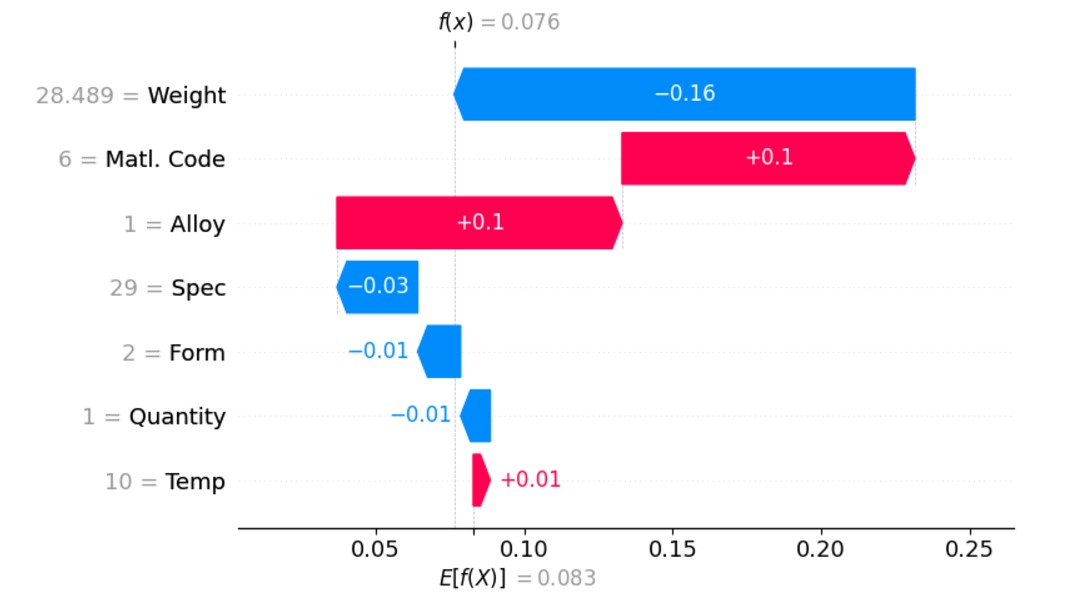 f(x) = 0.076
28.489 = Weight
−0.16
6 = Matl. Code
+0.1
1 = Alloy
+0.1
29 = Spec
−0.03
2 = Form
−0.01
1 = Quantity
−0.01
10 = Temp
+0.01
0.05 0.10 0.15 0.20 0.25
E[f(X)] = 0.083